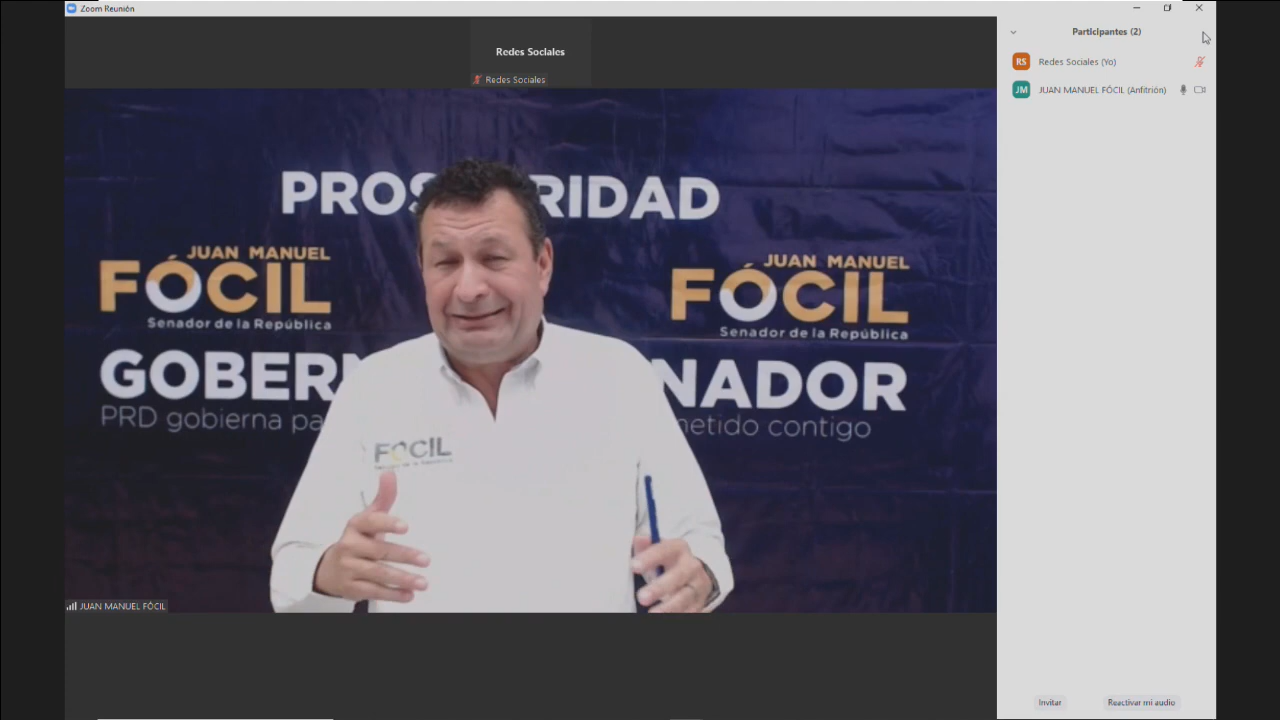 Zoom Reunión
Redes Sociales
Redes Sociales
Participantes (2)
RS Redes Sociales (Yo)
JM JUAN MANUEL FÓCIL (Anfitrión)
PROS RIDAD
JUAN MANUEL
FÓCIL
Senador de la República
JUAN MANUEL
FÓCIL
Senador de la República
GOBER NADOR
PRD gobierna pa etido contigo
FÓCIL
JUAN MANUEL FÓCIL
Invitar
Reactivar mi audio